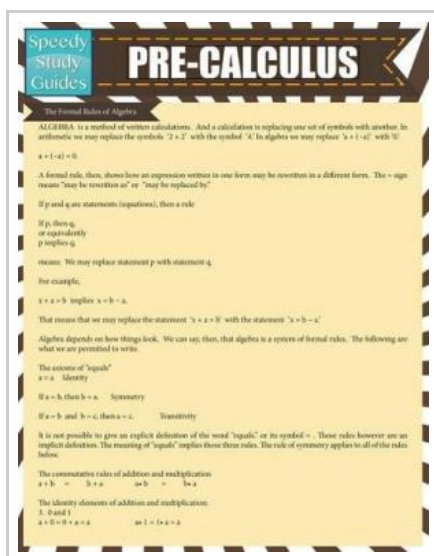 Speedy
Study
Guides
PRE-CALCULUS
The Formal Rules of Algebra
ALGEBRA is a method of written calculations. And a calculation is replacing one set of symbols with another. In
arithmetic we may replace the symbols '2 + 2' with the symbol '4.' In algebra we may replace 'a + (−a)' with '0.'
a + (−a) = 0.
A formal rule, then, shows how an expression written in one form may be rewritten in a different form. The = sign
means "may be rewritten as" or "may be replaced by."
If p and q are statements (equations), then a rule
If p, then q,
or equivalently
p implies q,
means: We may replace statement p with statement q.
For example,
x + a = b implies x = b − a.
That means that we may replace the statement 'x + a = b' with the statement 'x = b − a.'
Algebra depends on how things look. We can say, then, that algebra is a system of formal rules. The following are
what we are permitted to write.
The axioms of "equals"
a = a Identity
If a = b, then b = a. Symmetry
If a = b and b = c, then a = c. Transitivity
It is not possible to give an explicit definition of the word "equals," or its symbol = . Those rules however are an
implicit definition. The meaning of "equals" implies those three rules. The rule of symmetry applies to all of the rules
below.
The commutative rules of addition and multiplication
a + b = b + a a• b = b• a
The identity elements of addition and multiplication:
3. 0 and 1
a + 0 = 0 + a = a a• 1 = 1• a = a